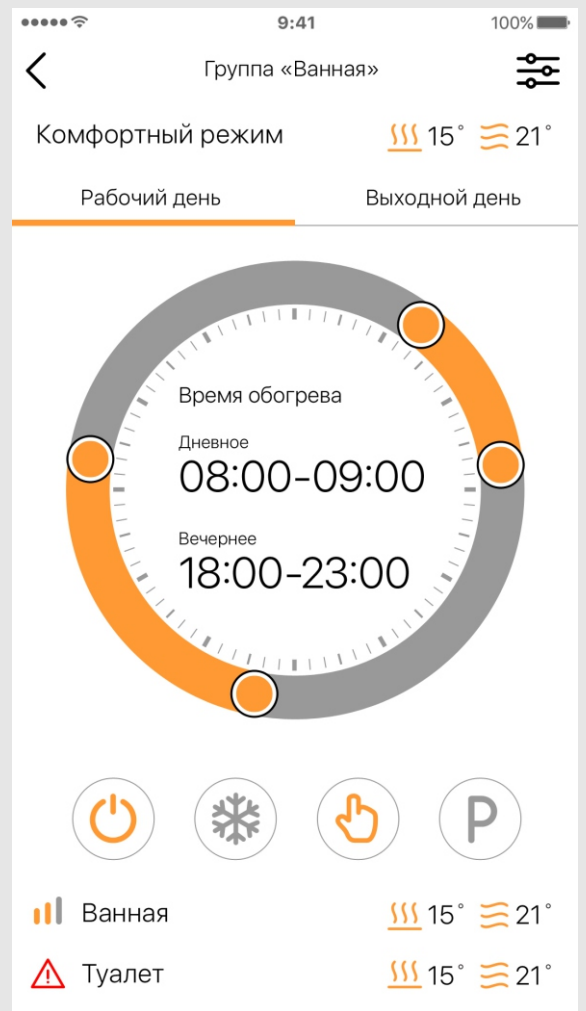 9:41 100%
Группа «Ванная»
Комфортный режим 15° 21°
Рабочий день Выходной день
Время обогрева
Дневное
08:00-09:00
Вечернее
18:00-23:00
P
Ванная 15° 21°
Туалет 15° 21°